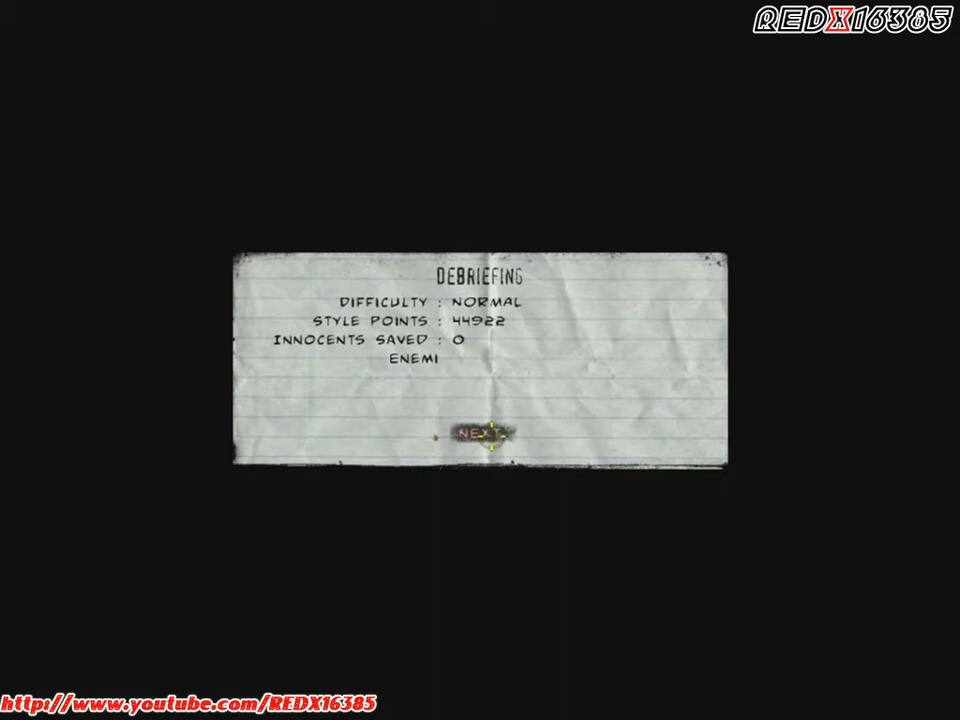 REDX16385
DEBRIEFING
DIFFICULTY : NORMAL
STYLE POINTS : 44922
INNOCENTS SAVED : 0
ENEMI
NEXT
http://www.youtube.com/REDX16385